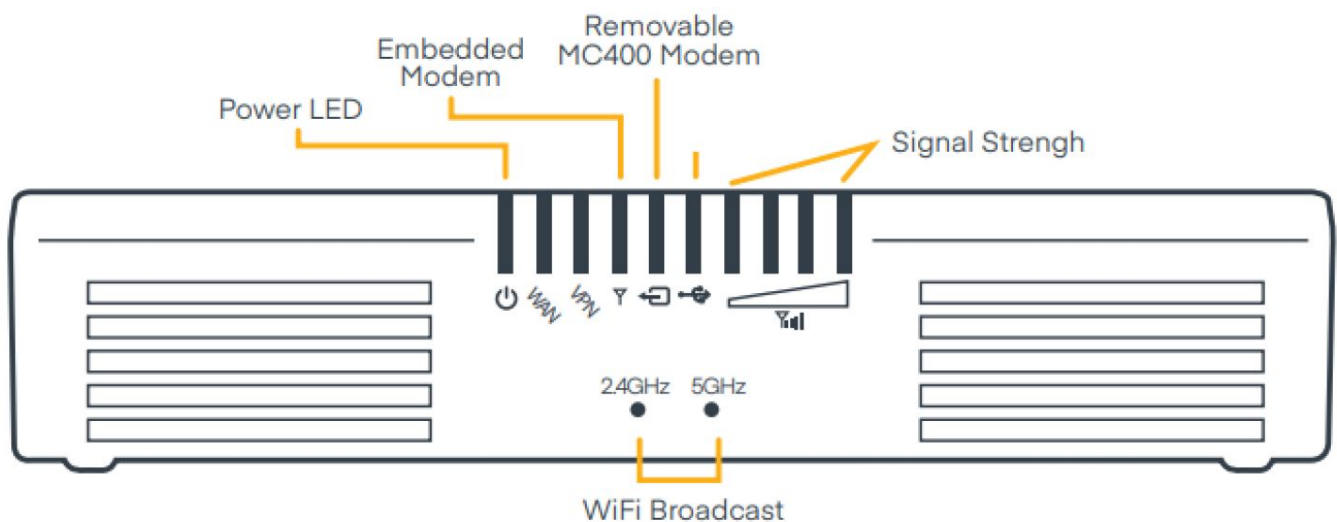 Removable
MC400 Modem
Embedded
Modem
Power LED
Signal Strengh
WAN
VPN
2.4GHz
5GHz
WiFi Broadcast